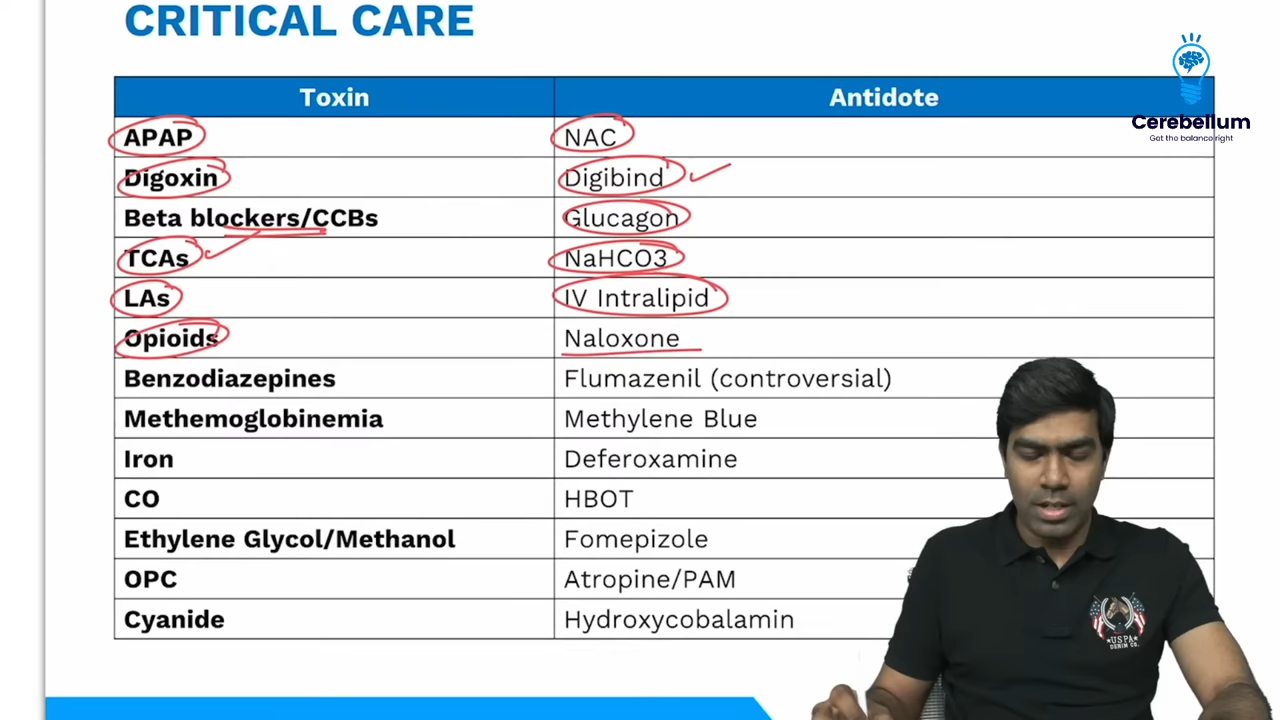 CRITICAL CARE
Cerebellum
Get the balance right
Toxin Antidote
APAP NAC
Digoxin Digibind
Beta blockers/CCBs Glucagon
TCAs NaHCO3
LAs IV Intralipid
Opioids Naloxone
Benzodiazepines Flumazenil (controversial)
Methemoglobinemia Methylene Blue
Iron Deferoxamine
CO HBOT
Ethylene Glycol/Methanol Fomepizole
OPC Atropine/PAM
Cyanide Hydroxycobalamin
USPA
DENIM CO.